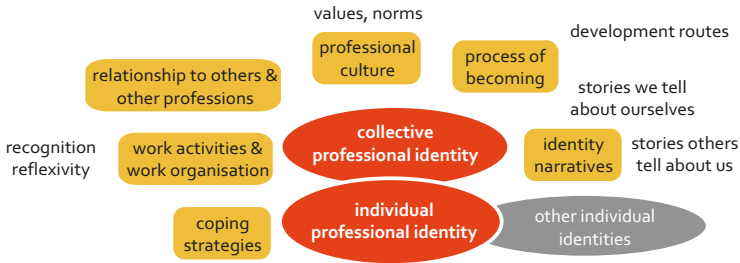 values, norms
professional
culture
process of
becoming
development routes
relationship to others &
other professions
stories we tell
about ourselves
recognition
reflexivity
work activities &
work organisation
collective
professional identity
identity
narratives
stories others
tell about us
coping
strategies
individual
professional identity
other individual
identities